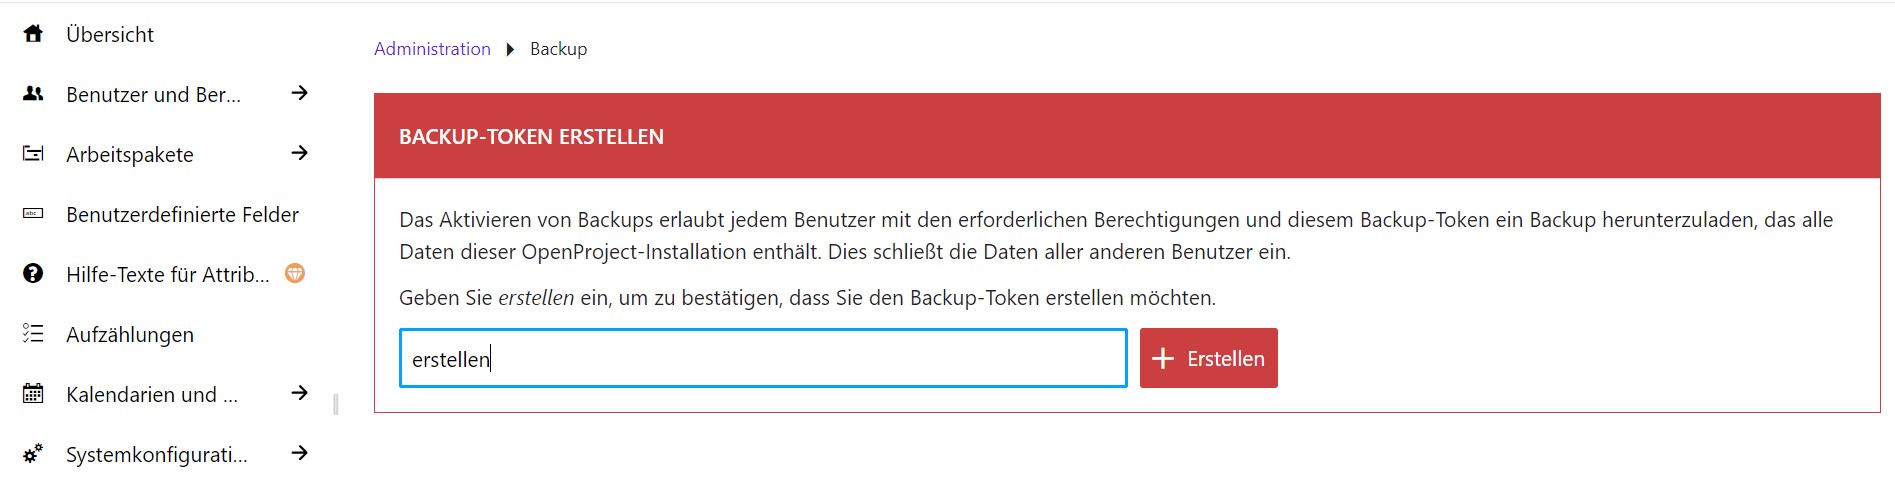 Übersicht
Benutzer und Ber...
Arbeitspakete
abc
Benutzerdefinierte Felder
Hilfe-Texte für Attrib...
Aufzählungen
Kalendarien und ...
Systemkonfigurati...
Administration Backup
BACKUP-TOKEN ERSTELLEN
Das Aktivieren von Backups erlaubt jedem Benutzer mit den erforderlichen Berechtigungen und diesem Backup-Token ein Backup herunterzuladen, das alle
Daten dieser OpenProject-Installation enthält. Dies schließt die Daten aller anderen Benutzer ein.
Geben Sie erstellen ein, um zu bestätigen, dass Sie den Backup-Token erstellen möchten.
erstellen
Erstellen